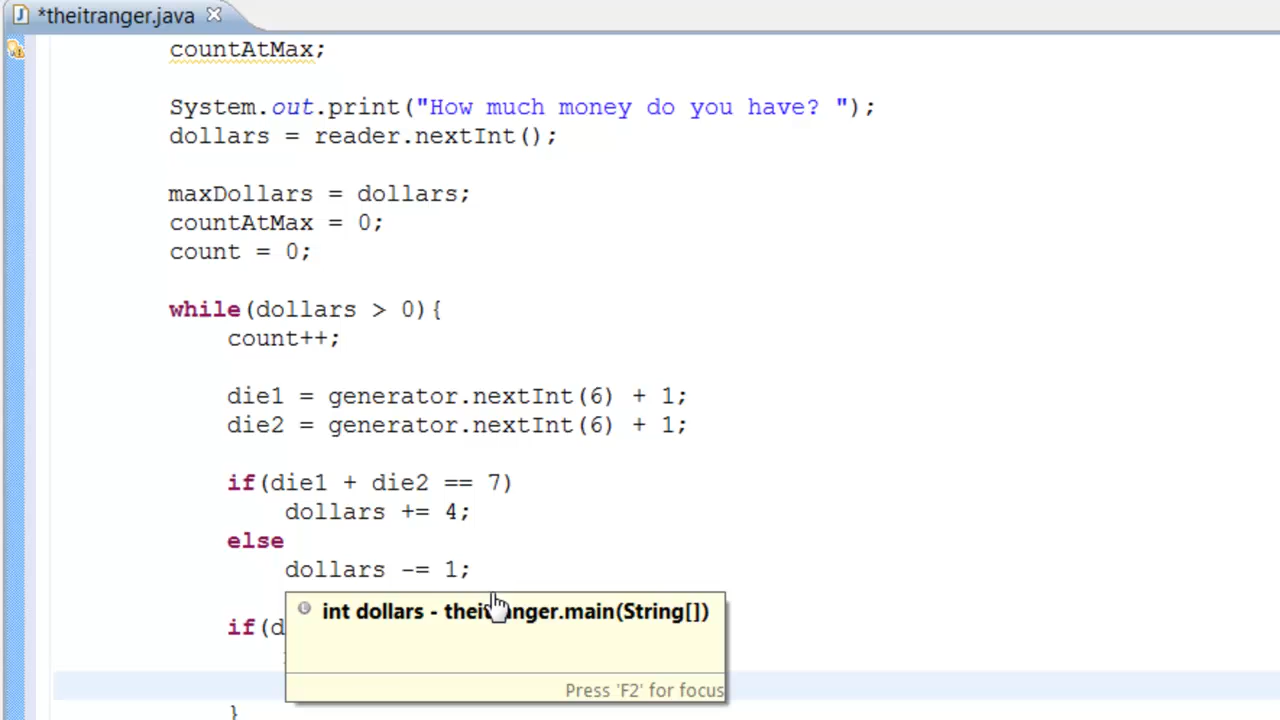 *theitranger.java
countAtMax;
System.out.print("How much money do you have? ");
dollars = reader.nextInt();
maxDollars = dollars;
countAtMax = 0;
count = 0;
while(dollars > 0){
count++;
die1 = generator.nextInt(6) + 1;
die2 = generator.nextInt(6) + 1;
if(die1 + die2 == 7)
dollars += 4;
else
dollars -= 1;
int dollars - theitranger.main(String[])
if(d
Press 'F2' for focus
}